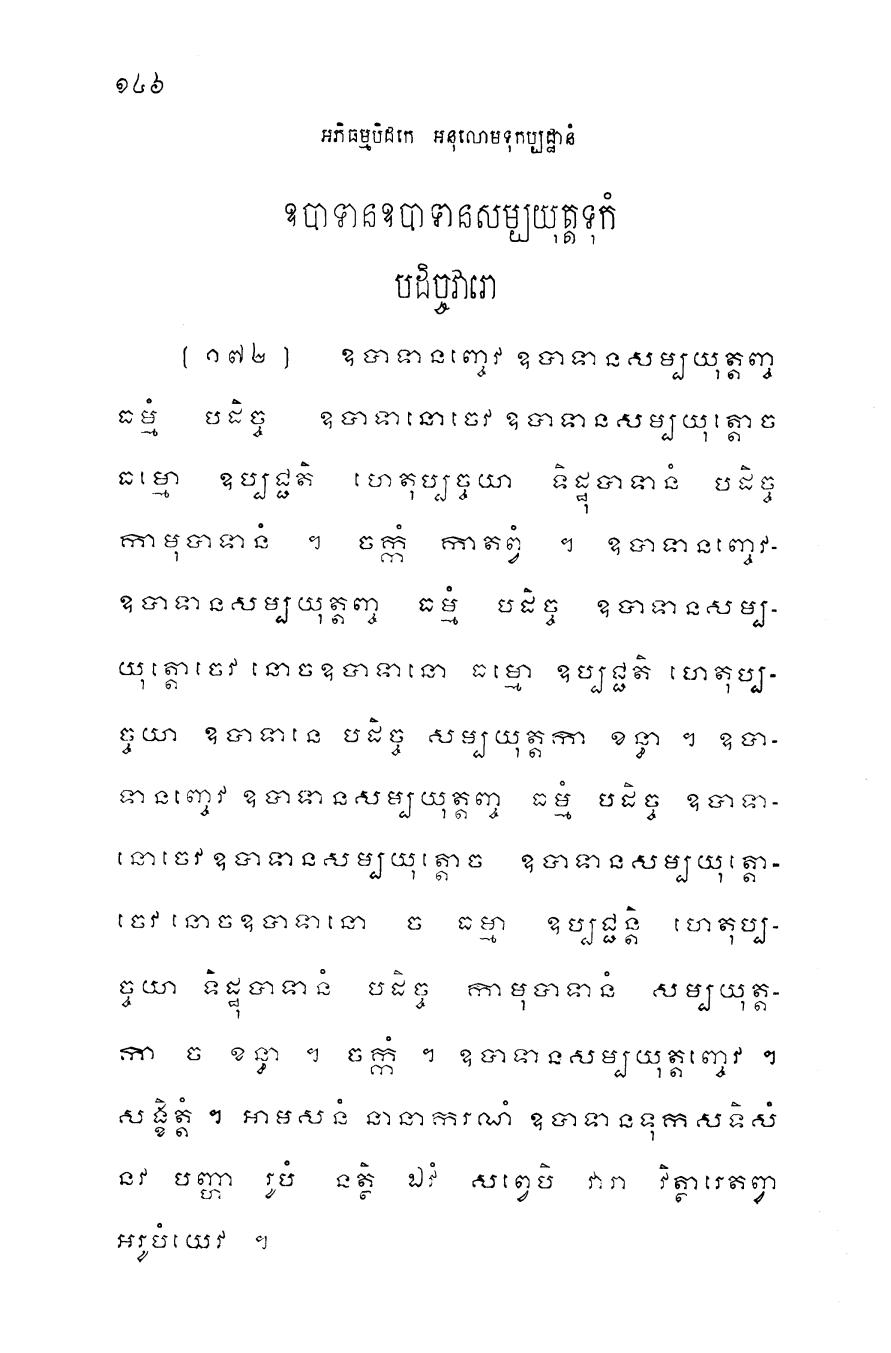 ១៤៦
អភិធម្មបិដកេ អនុលោមទុកប្បដ្ឋានំ
ឧបាទានឧបាទានសម្បយុត្តទុកំ
បដិច្ចវារោ
[ ១៧២ ] ឧបាទានញ្ចេវ ឧបាទានសម្បយុត្តញ្ច
ធម្មំ បដិច្ច ឧបាទានោចេវ ឧបាទានសម្បយុត្តោច
ធម្មោ ឧប្បជ្ជតិ ហេតុប្បច្ចយា ទិដ្ឋុបាទានំ បដិច្ច
កាមុបាទានំ ។ ចក្កំ កាតព្វំ ។ ឧបាទានញ្ចេវ-
ឧបាទានសម្បយុត្តញ្ច ធម្មំ បដិច្ច ឧបាទានសម្ប-
យុត្តោចេវ នោចឧបាទានោ ធម្មោ ឧប្បជ្ជតិ ហេតុប្ប-
ច្ចយា ឧបាទានេ បដិច្ច សម្បយុត្តកា ខន្ធា ។ ឧបា-
ទានញ្ចេវ ឧបាទានសម្បយុត្តញ្ច ធម្មំ បដិច្ច ឧបាទា-
នោចេវ ឧបាទានសម្បយុត្តោច ឧបាទានសម្បយុត្តោ-
ចេវ នោចឧបាទានោ ច ធម្មា ឧប្បជ្ជន្តិ ហេតុប្ប-
ច្ចយា ទិដ្ឋុបាទានំ បដិច្ច កាមុបាទានំ សម្បយុត្ត-
កា ច ខន្ធា ។ ចក្កំ ។ ឧបាទានសម្បយុត្តញ្ចេវ ។
សង្ខិត្តំ ។ អាមសនំ នានាករណំ ឧបាទានទុកសទិសំ
នវ បញ្ហា រូបំ នត្ថិ ឯវំ សព្វេបិ វារា វិត្ថារេតញ្វា
អរូបំយេវ ។